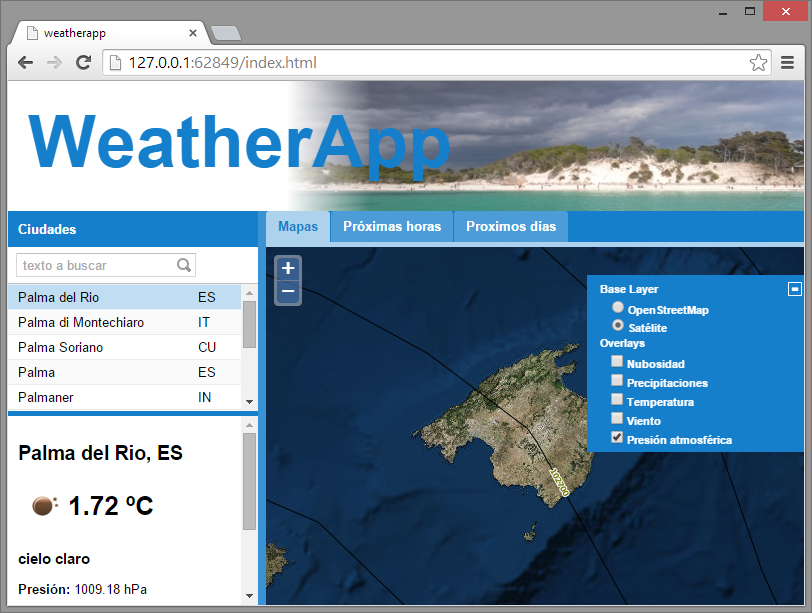 weatherapp
127.0.0.1:62849/index.html
WeatherApp
Ciudades
Mapas
Próximas horas
Proximos días
texto a buscar
Palma del Rio ES
Palma di Montechiaro IT
Palma Soriano CU
Palma ES
Palmaner IN
Palma del Rio, ES
1.72 ºC
cielo claro
Presión: 1009.18 hPa
+
−
Base Layer
OpenStreetMap
Satélite
Overlays
Nubosidad
Precipitaciones
Temperatura
Viento
Presión atmosférica
102700